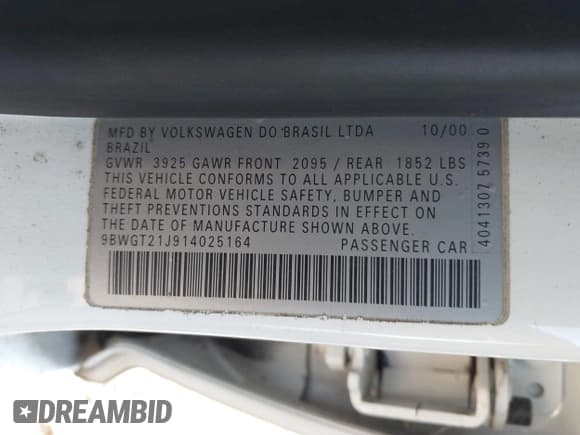 MFD BY VOLKSWAGEN DO BRASIL LTDA 10/00
BRAZIL
GVWR 3925 GAWR FRONT 2095 / REAR 1852 LBS
THIS VEHICLE CONFORMS TO ALL APPLICABLE U.S.
FEDERAL MOTOR VEHICLE SAFETY, BUMPER AND
THEFT PREVENTIONS STANDARDS IN EFFECT ON
THE DATE OF MANUFACTURE SHOWN ABOVE.
9BWGT21J914025164 PASSENGER CAR
4041307 5739 0
DREAMBID